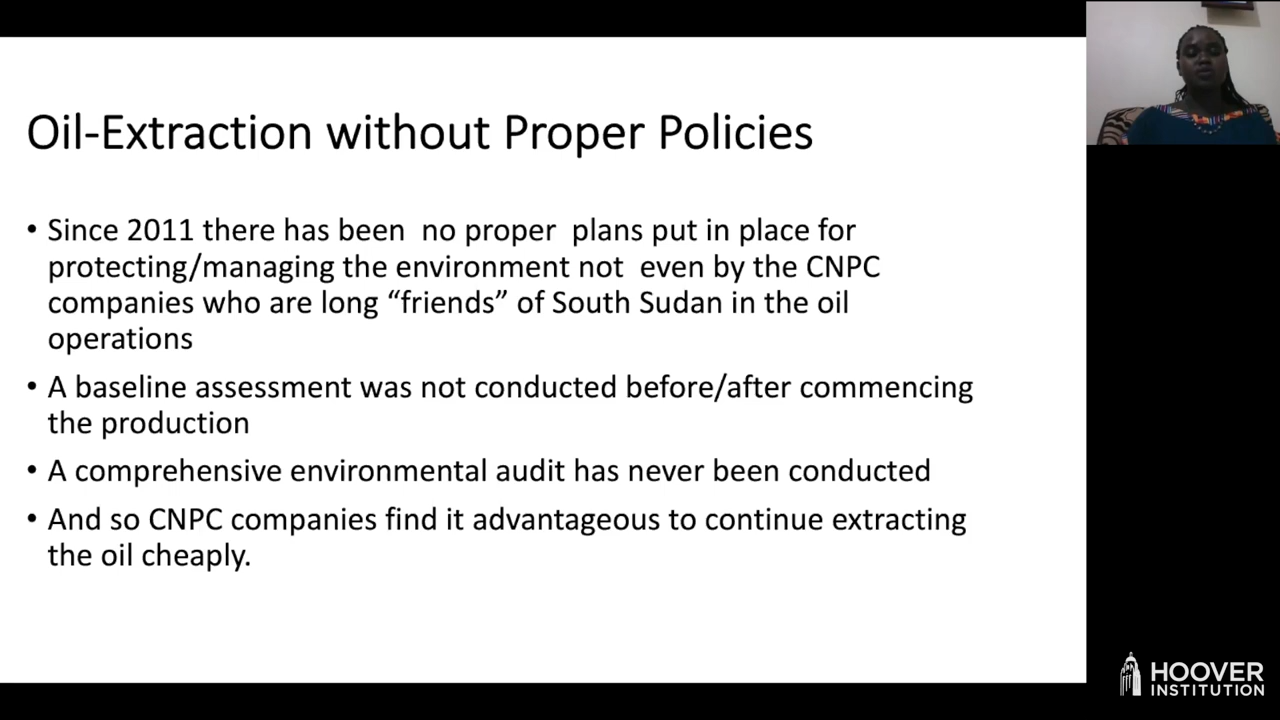 Oil-Extraction without Proper Policies
• Since 2011 there has been no proper plans put in place for
protecting/managing the environment not even by the CNPC
companies who are long “friends” of South Sudan in the oil
operations
• A baseline assessment was not conducted before/after commencing
the production
• A comprehensive environmental audit has never been conducted
• And so CNPC companies find it advantageous to continue extracting
the oil cheaply.
HOOVER
INSTITUTION